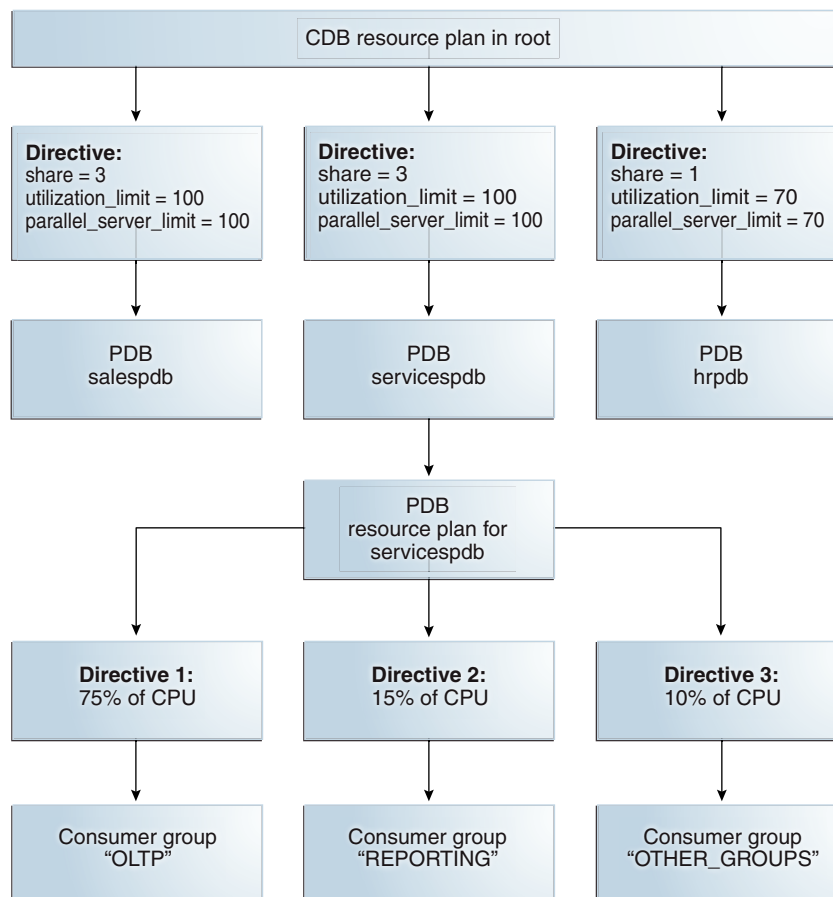 CDB resource plan in root
Directive:
share = 3
utilization_limit = 100
parallel_server_limit = 100
Directive:
share = 3
utilization_limit = 100
parallel_server_limit = 100
Directive:
share = 1
utilization_limit = 70
parallel_server_limit = 70
PDB
salespdb
PDB
servicespdb
PDB
hrpdb
PDB
resource plan for
servicespdb
Directive 1:
75% of CPU
Directive 2:
15% of CPU
Directive 3:
10% of CPU
Consumer group
“OLTP”
Consumer group
“REPORTING”
Consumer group
“OTHER_GROUPS”